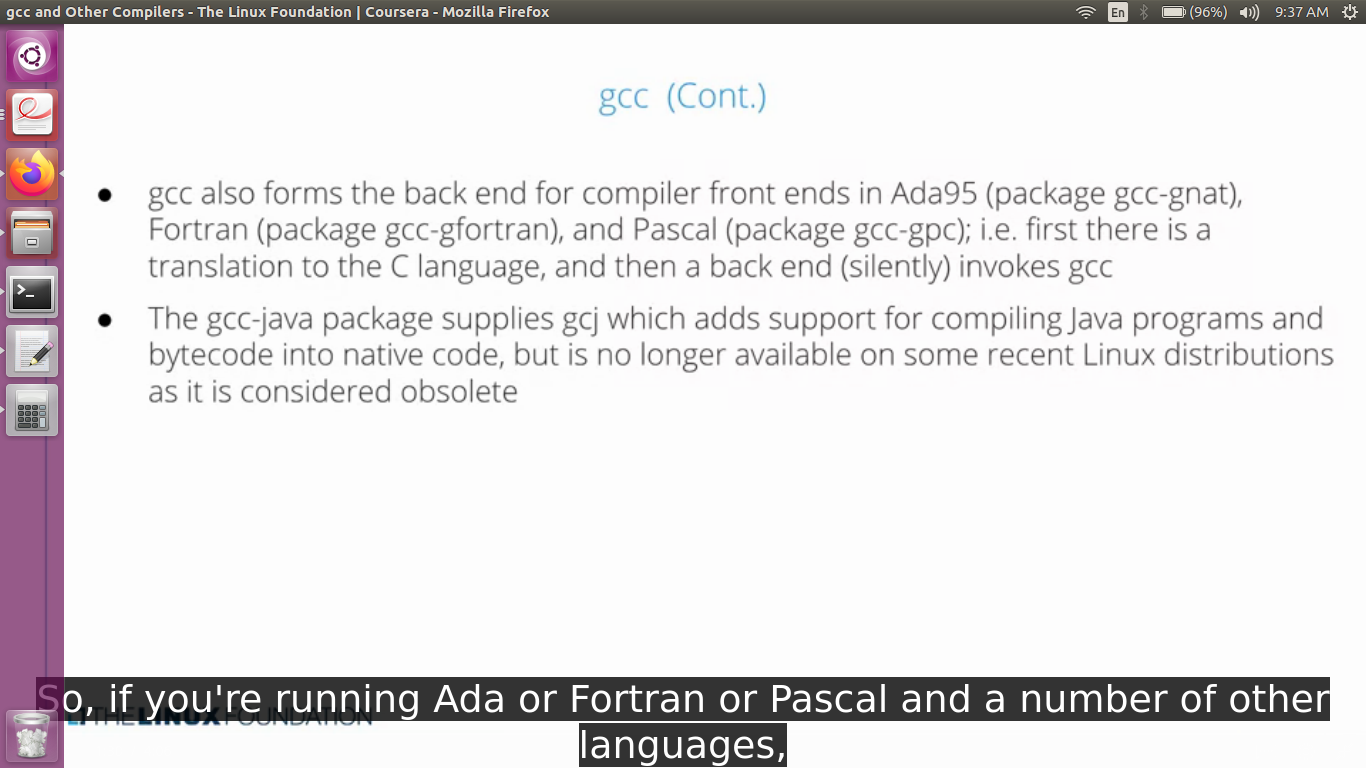 gcc and Other Compilers - The Linux Foundation | Coursera - Mozilla Firefox
En
(96%)
9:37 AM
gcc (Cont.)
● gcc also forms the back end for compiler front ends in Ada95 (package gcc-gnat),
Fortran (package gcc-gfortran), and Pascal (package gcc-gpc); i.e. first there is a
translation to the C language, and then a back end (silently) invokes gcc
● The gcc-java package supplies gcj which adds support for compiling Java programs and
bytecode into native code, but is no longer available on some recent Linux distributions
as it is considered obsolete
So, if you're running Ada or Fortran or Pascal and a number of other
THE LINUX FOUNDATION
languages,